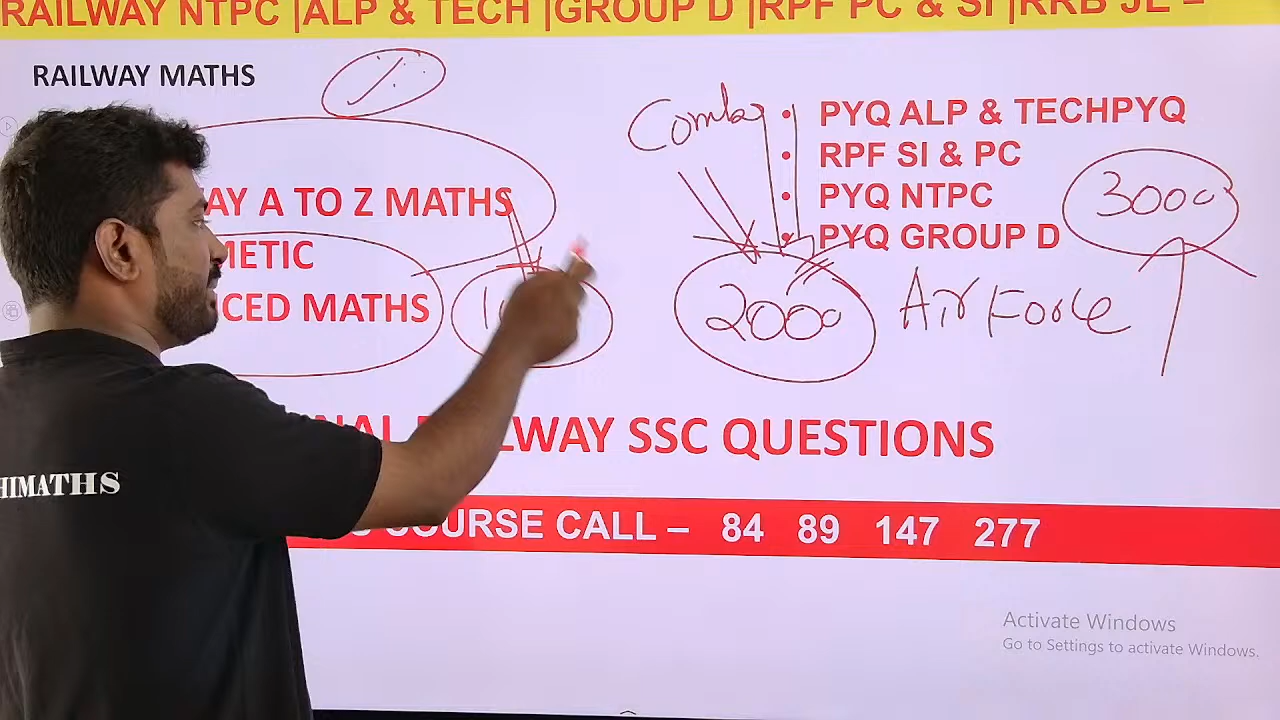 RAILWAY NTPC |ALP & TECH |GROUP D |RPF PC & SI |RRB JE –
RAILWAY MATHS
%
Combo
• PYQ ALP & TECHPYQ
• RPF SI & PC
• PYQ NTPC
• PYQ GROUP D
3000
AY A TO Z MATHS
METIC
CED MATHS
2000
Air Force
NAL RAILWAY SSC QUESTIONS
COURSE CALL – 84 89 147 277
HIMATHS
Activate Windows
Go to Settings to activate Windows.